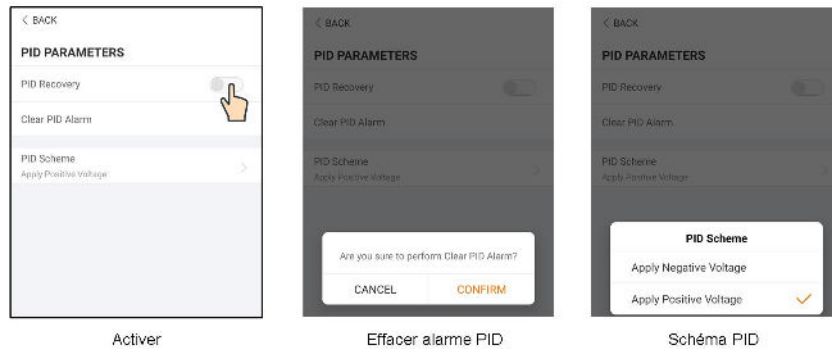 < BACK
PID PARAMETERS
PID Recovery
Clear PID Alarm
PID Scheme
Apply Positive Voltage
Activer
< BACK
PID PARAMETERS
PID Recovery
Clear PID Alarm
PID Scheme
Apply Positive Voltage
Are you sure to perform Clear PID Alarm?
CANCEL CONFIRM
Effacer alarme PID
< BACK
PID PARAMETERS
PID Recovery
Clear PID Alarm
PID Scheme
Apply Positive Voltage
PID Scheme
Apply Negative Voltage
Apply Positive Voltage
Schéma PID